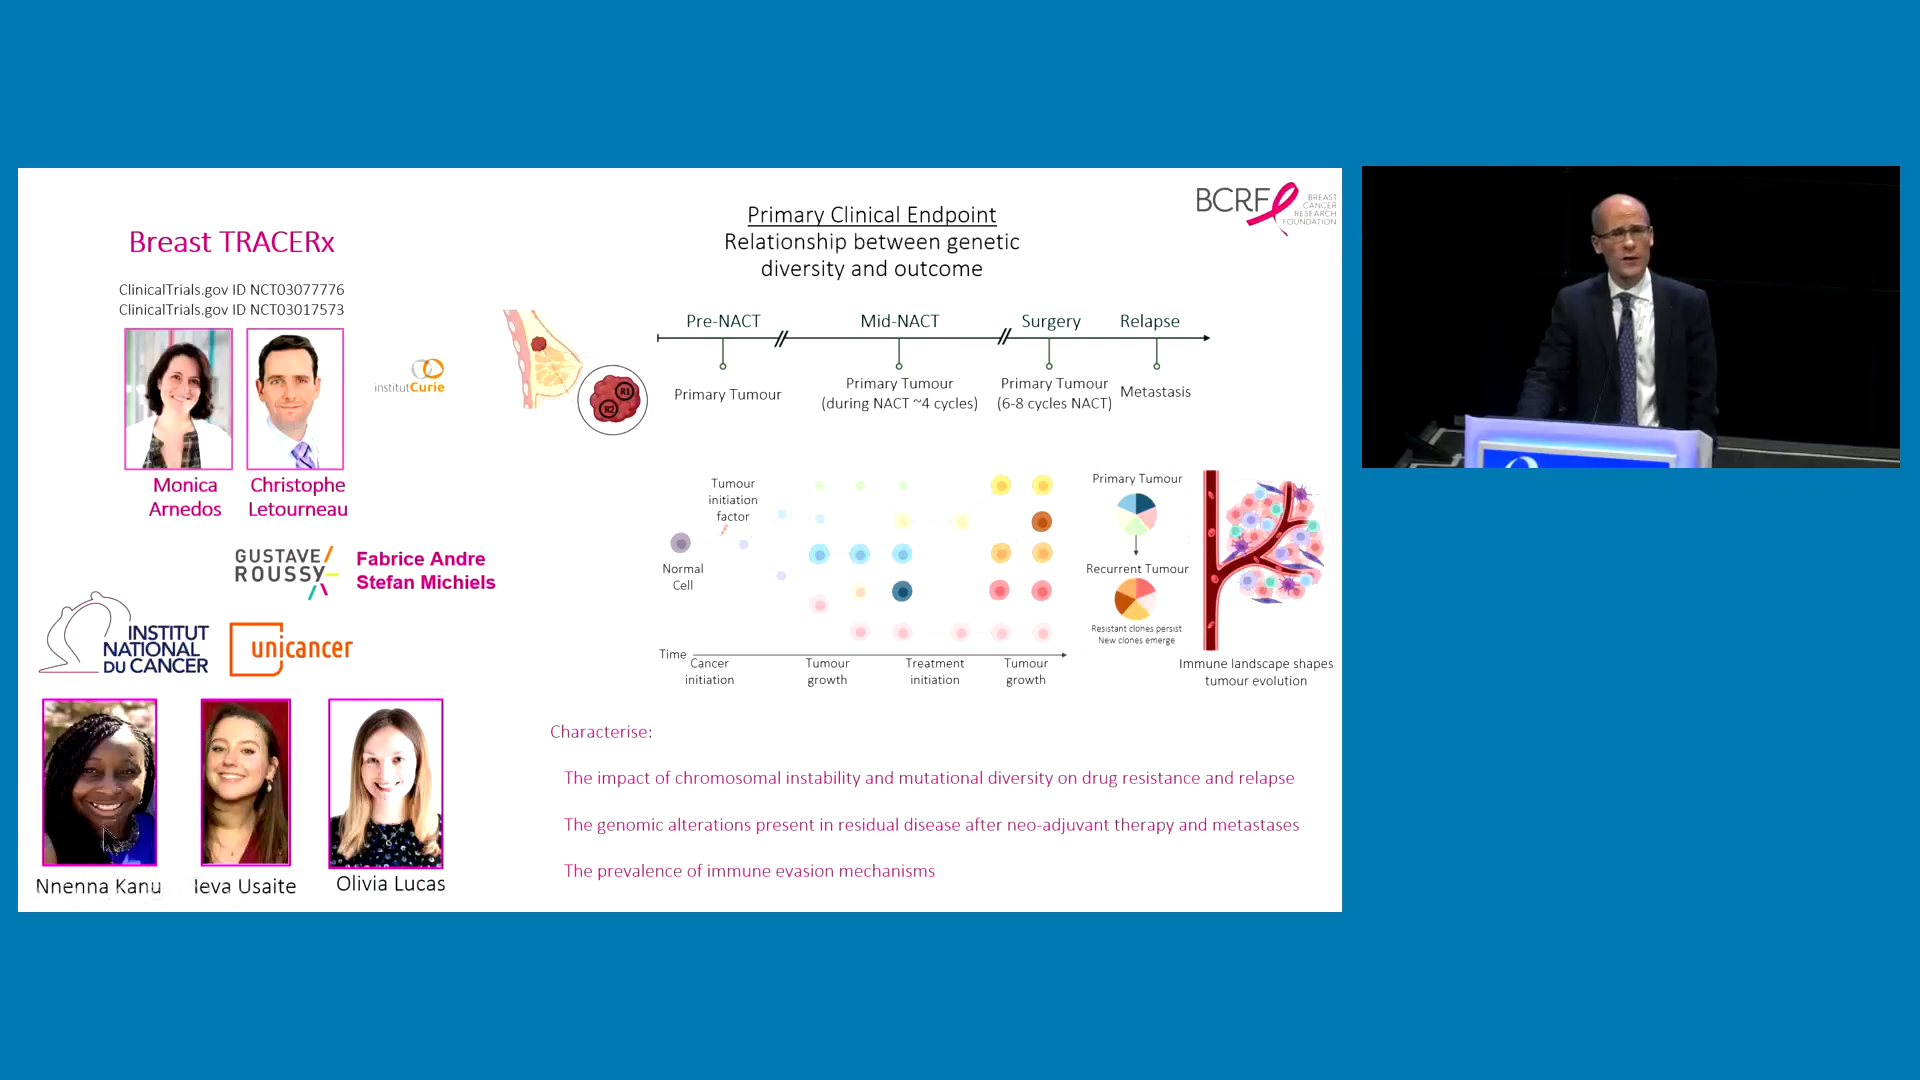 Breast TRACERx
ClinicalTrials.gov ID NCT03077776
ClinicalTrials.gov ID NCT03017573
Monica
Arnedos
Christophe
Letourneau
institutCurie
GUSTAVE/
ROUSSY
Fabrice Andre
Stefan Michiels
INSTITUT
NATIONAL
DU CANCER
unicancer
Nnenna Kanu
Ieva Usaite
Olivia Lucas
Primary Clinical Endpoint
Relationship between genetic
diversity and outcome
BCRF
BREAST
CANCER
RESEARCH
FOUNDATION
Pre-NACT
Mid-NACT
Surgery
Relapse
Primary Tumour
Primary Tumour
(during NACT ~4 cycles)
Primary Tumour
(6-8 cycles NACT)
Metastasis
R1
R2
Tumour
initiation
factor
Normal
Cell
Time
Cancer
initiation
Tumour
growth
Treatment
initiation
Tumour
growth
Primary Tumour
Recurrent Tumour
Resistant clones persist
New clones emerge
Immune landscape shapes
tumour evolution
Characterise:
The impact of chromosomal instability and mutational diversity on drug resistance and relapse
The genomic alterations present in residual disease after neo-adjuvant therapy and metastases
The prevalence of immune evasion mechanisms